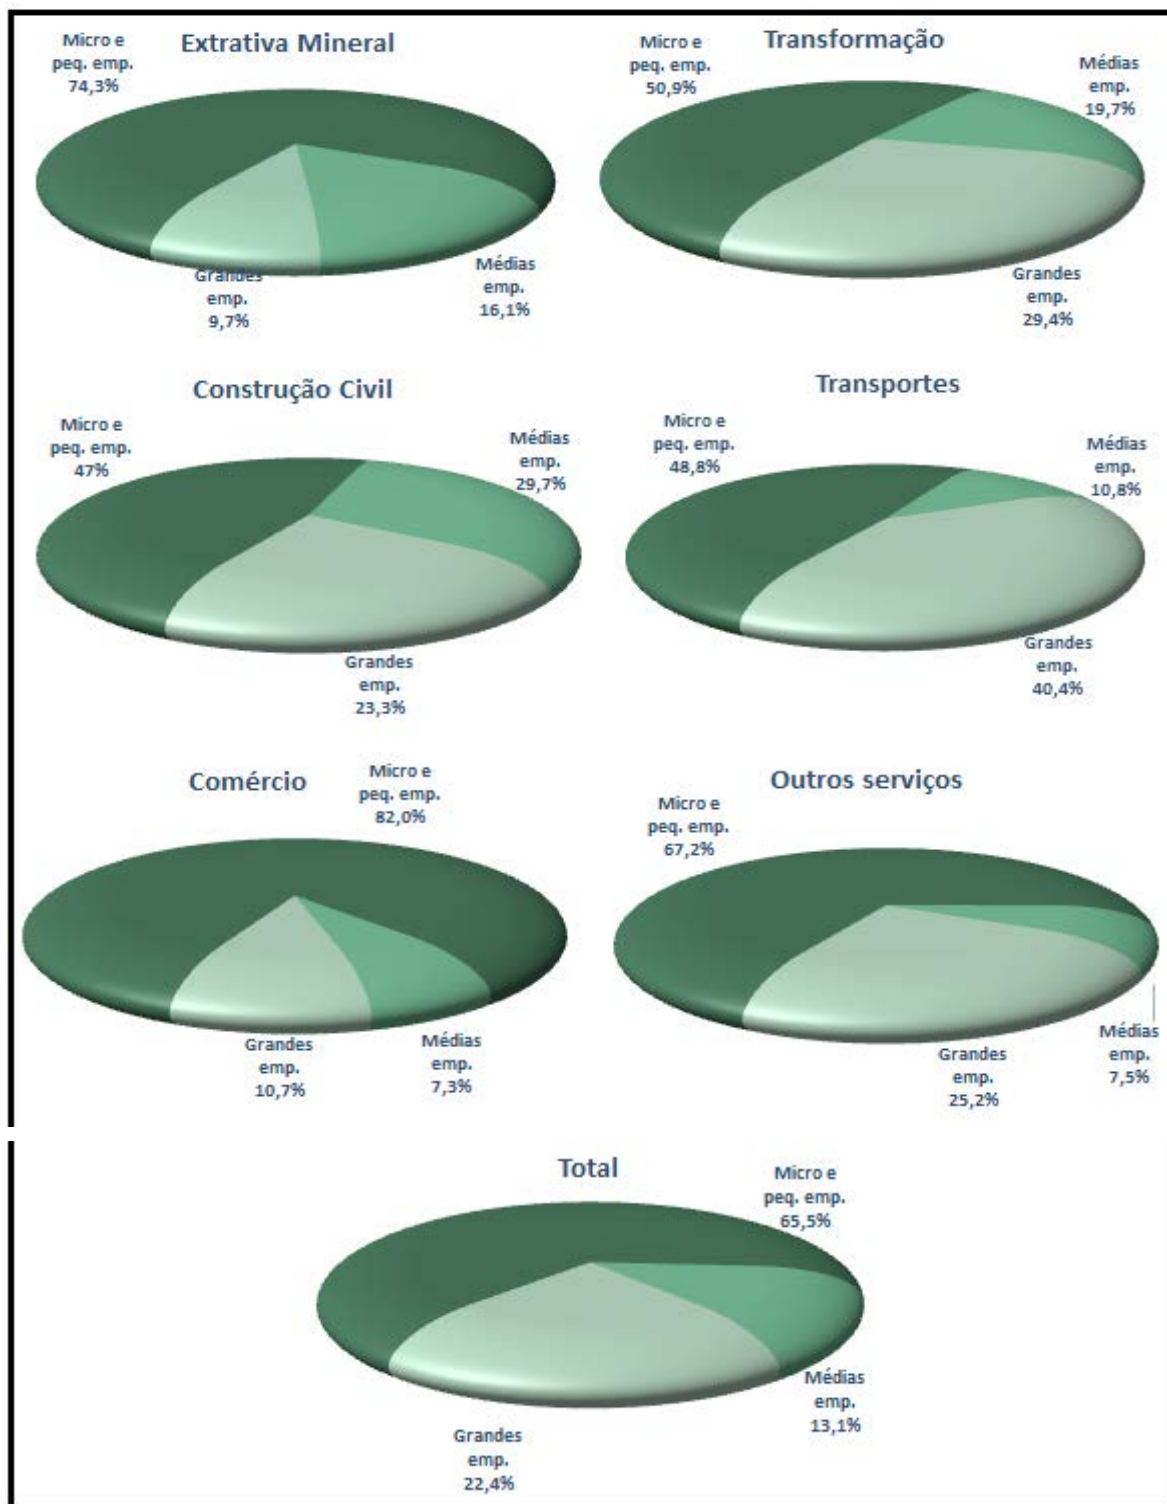 Extrativa Mineral
Micro e
peq. emp.
74,3%
Grandes
emp.
9,7%
Médias
emp.
16,1%
Transformação
Micro e
peq. emp.
50,9%
Médias
emp.
19,7%
Grandes
emp.
29,4%
Construção Civil
Micro e
peq. emp.
47%
Médias
emp.
29,7%
Grandes
emp.
23,3%
Transportes
Micro e
peq. emp.
48,8%
Médias
emp.
10,8%
Grandes
emp.
40,4%
Comércio
Micro e
peq. emp.
82,0%
Grandes
emp.
10,7%
Médias
emp.
7,3%
Outros serviços
Micro e
peq. emp.
67,2%
Médias
emp.
7,5%
Grandes
emp.
25,2%
Total
Micro e
peq. emp.
65,5%
Médias
emp.
13,1%
Grandes
emp.
22,4%